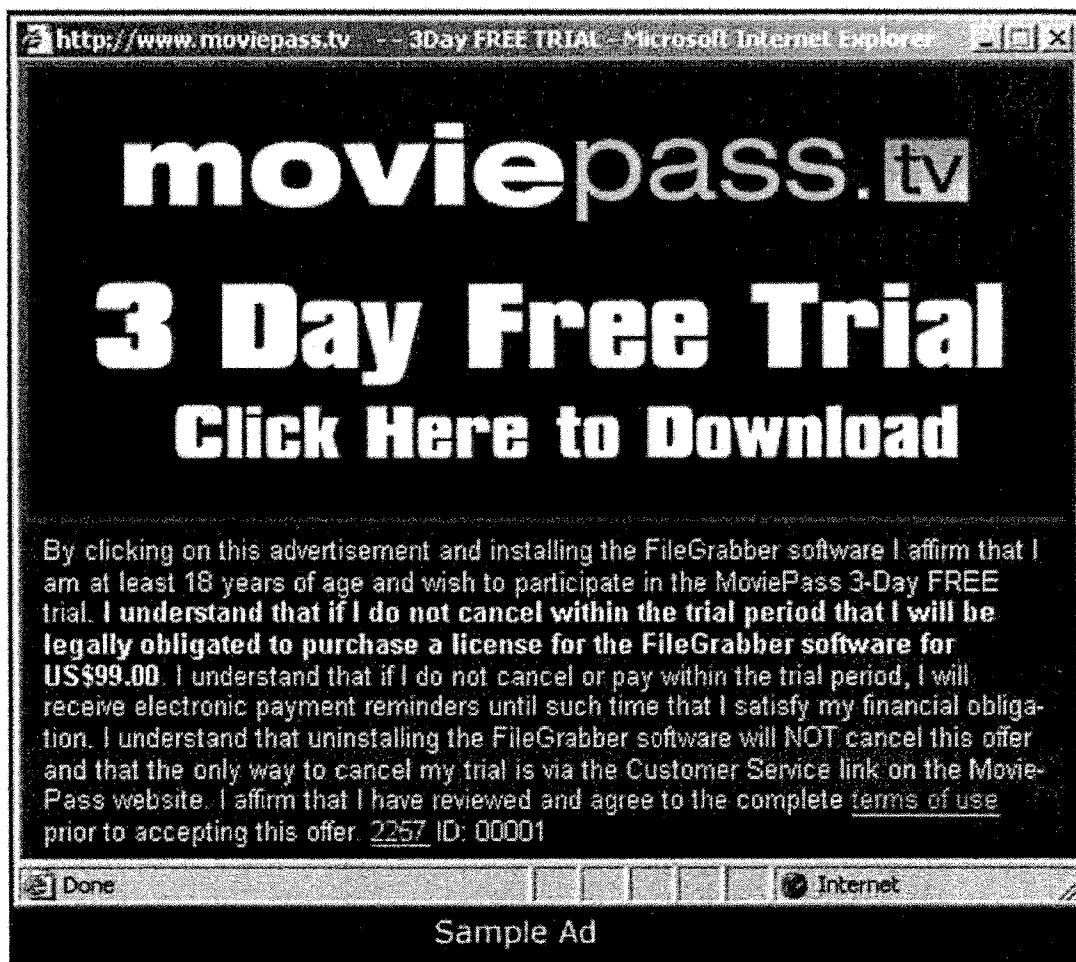 http://www.moviepass.tv - - 3Day FREE TRIAL - Microsoft Internet Explorer
moviepass.tv
3 Day Free Trial
Click Here to Download
By clicking on this advertisement and installing the FileGrabber software I affirm that I
am at least 18 years of age and wish to participate in the MoviePass 3-Day FREE
trial. I understand that if I do not cancel within the trial period that I will be
legally obligated to purchase a license for the FileGrabber software for
US$99.00. I understand that if I do not cancel or pay within the trial period, I will
receive electronic payment reminders until such time that I satisfy my financial obliga-
tion. I understand that uninstalling the FileGrabber software will NOT cancel this offer
and that the only way to cancel my trial is via the Customer Service link on the Movie-
Pass website. I affirm that I have reviewed and agree to the complete terms of use
prior to accepting this offer. 2257 ID: 00001
Done
Internet
Sample Ad